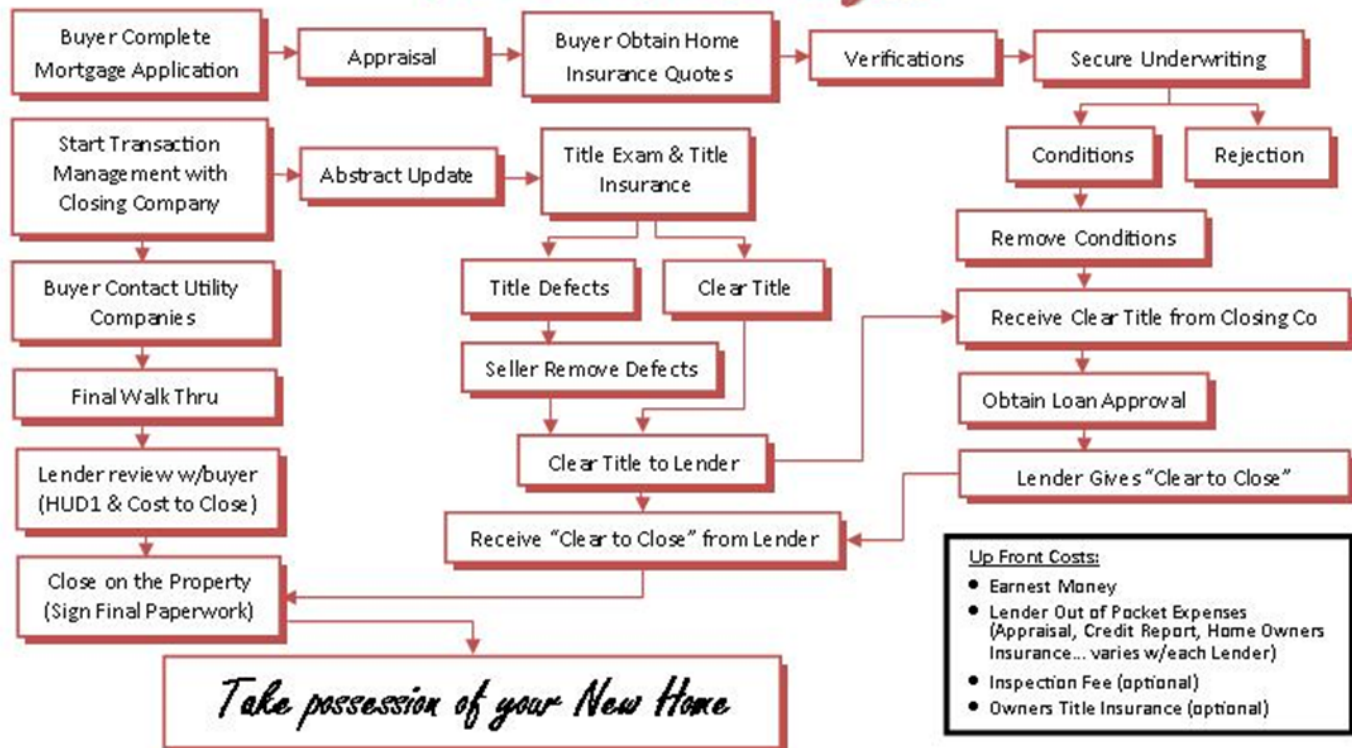 Buyer Complete
Mortgage Application
Appraisal
Buyer Obtain Home
Insurance Quotes
Verifications
Secure Underwriting
Start Transaction
Management with
Closing Company
Abstract Update
Title Exam & Title
Insurance
Conditions
Rejection
Remove Conditions
Buyer Contact Utility
Companies
Title Defects
Clear Title
Receive Clear Title from Closing Co
Seller Remove Defects
Final Walk Thru
Obtain Loan Approval
Lender review w/buyer
(HUD1 & Cost to Close)
Clear Title to Lender
Lender Gives “Clear to Close”
Receive “Clear to Close” from Lender
Close on the Property
(Sign Final Paperwork)
Take possession of your New Home
Up Front Costs:
• Earnest Money
• Lender Out of Pocket Expenses
(Appraisal, Credit Report, Home Owners
Insurance... varies w/each Lender)
• Inspection Fee (optional)
• Owners Title Insurance (optional)